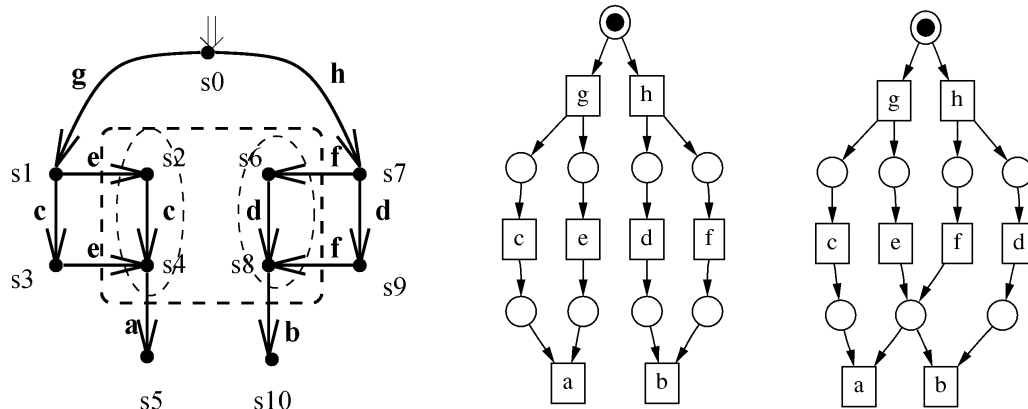 g h
s0
e s2 s6 f
s1 s7
c c d d
e s4 s8 f
s3 s9
a b
s5 s10
g h
c e d f
a b
g h
c e f d
a b